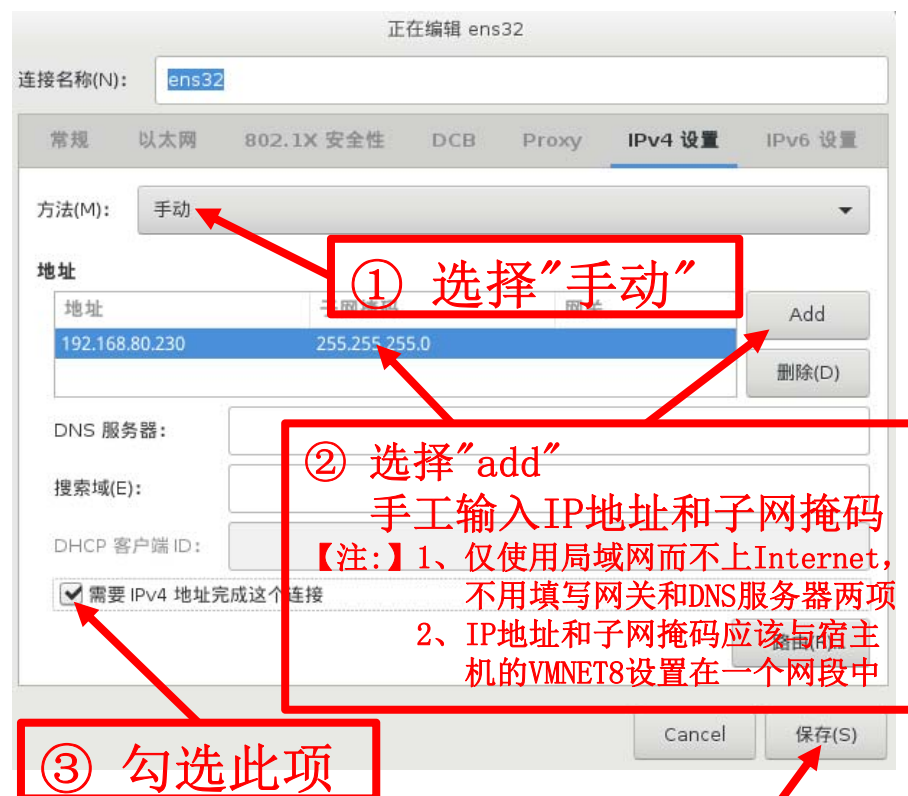 正在编辑 ens32
连接名称(N): ens32
常规 以太网 802.1X 安全性 DCB Proxy IPv4 设置 IPv6 设置
方法(M): 手动
① 选择"手动"
地址
地址 子网掩码 网关
Add
192.168.80.230 255.255.255.0
删除(D)
DNS 服务器:
② 选择"add"
手工输入IP地址和子网掩码
搜索域(E):
DHCP 客户端 ID:
【注:】1、仅使用局域网而不上Internet,
不用填写网关和DNS服务器两项
需要 IPv4 地址完成这个连接
2、IP地址和子网掩码应该与宿主
机的VMNET8设置在一个网段中
路由(R)...
Cancel 保存(S)
③ 勾选此项